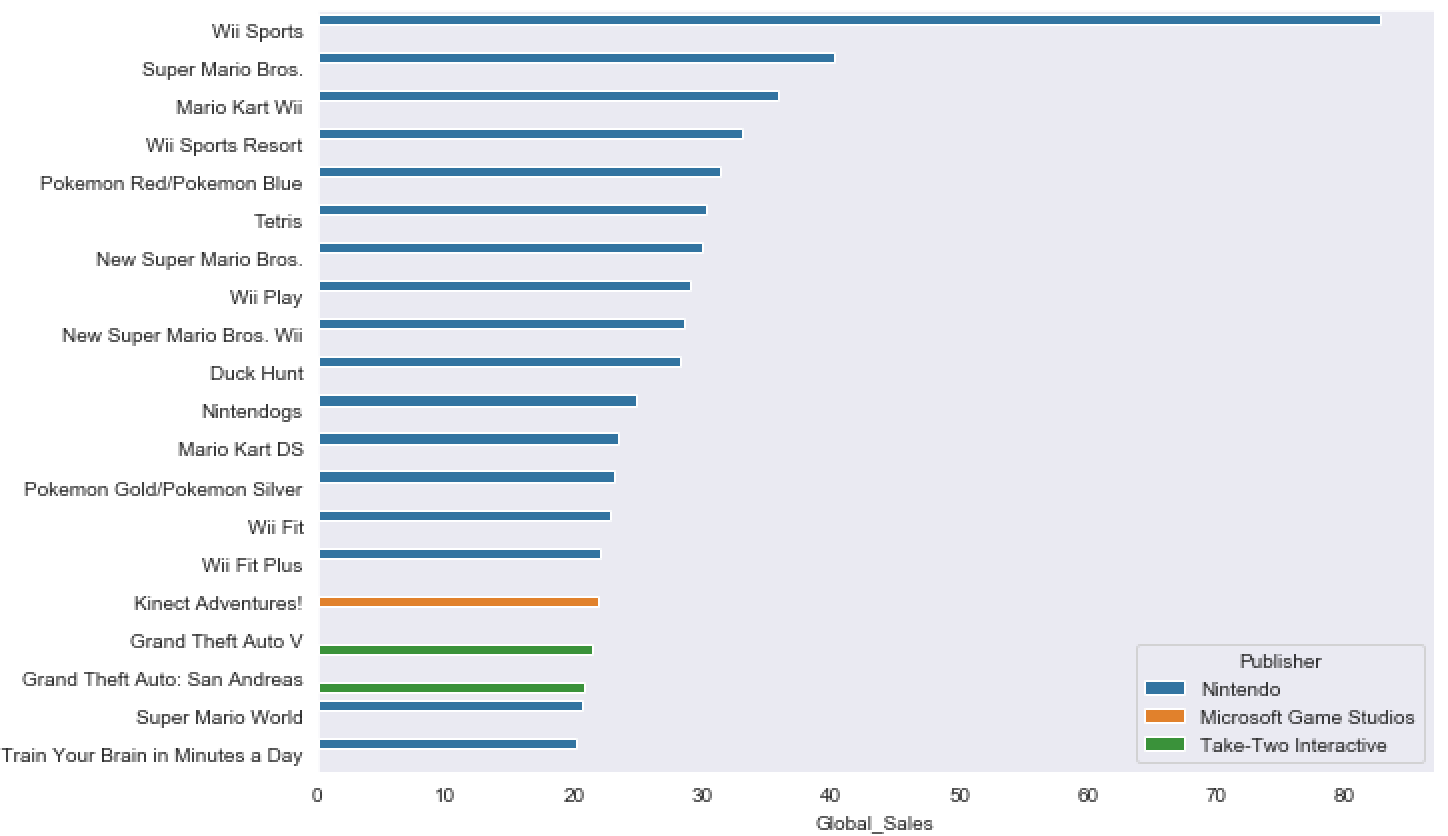 Wii Sports
Super Mario Bros.
Mario Kart Wii
Wii Sports Resort
Pokemon Red/Pokemon Blue
Tetris
New Super Mario Bros.
Wii Play
New Super Mario Bros. Wii
Duck Hunt
Nintendogs
Mario Kart DS
Pokemon Gold/Pokemon Silver
Wii Fit
Wii Fit Plus
Kinect Adventures!
Grand Theft Auto V
Grand Theft Auto: San Andreas
Super Mario World
Train Your Brain in Minutes a Day
Publisher
Nintendo
Microsoft Game Studios
Take-Two Interactive
0 10 20 30 40 50 60 70 80
Global_Sales